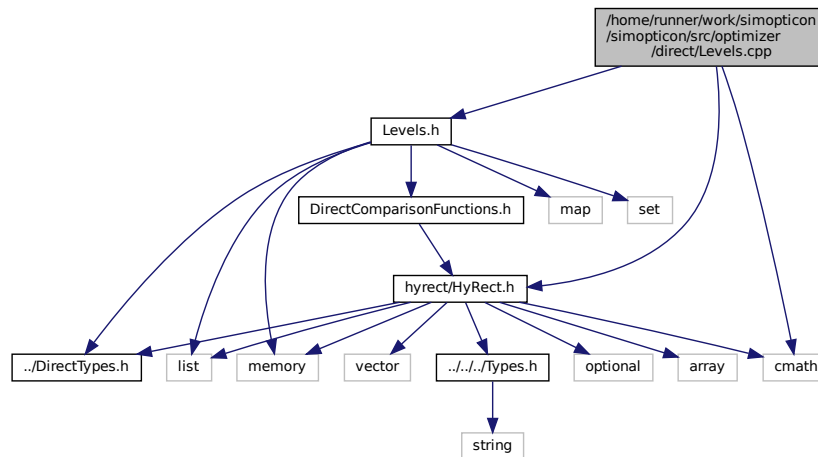 /home/runner/work/simopticon
/simopticon/src/optimizer
/direct/Levels.cpp
Levels.h
DirectComparisonFunctions.h
map
set
hyrect/HyRect.h
../DirectTypes.h
list
memory
vector
../../../Types.h
optional
array
cmath
string